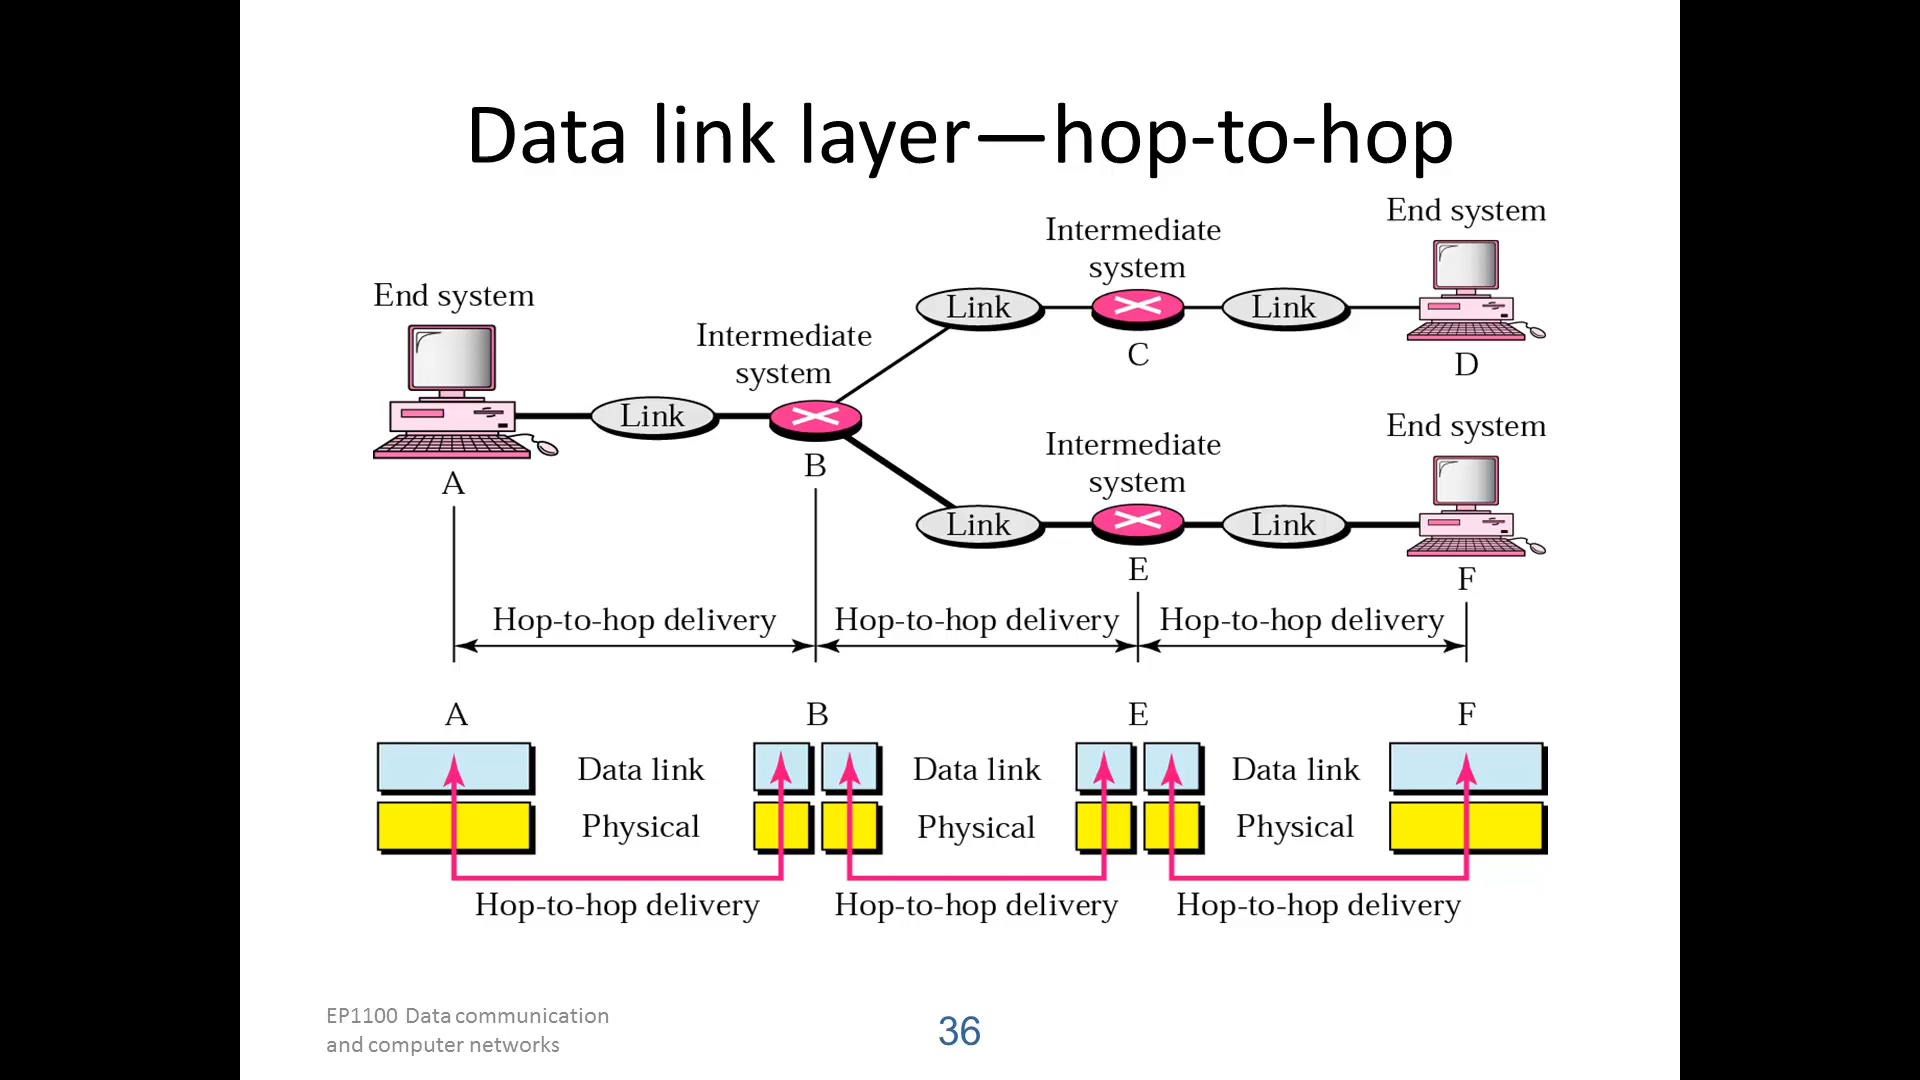 Data link layer—hop-to-hop
End system
Intermediate
system
End system
Intermediate
system
Link
Link
C
D
Link
B
A
End system
Intermediate
system
Link
Link
E
F
Hop-to-hop delivery
Hop-to-hop delivery
Hop-to-hop delivery
A
B
E
F
Data link
Data link
Data link
Physical
Physical
Physical
Hop-to-hop delivery
Hop-to-hop delivery
Hop-to-hop delivery
EP1100 Data communication
and computer networks
36